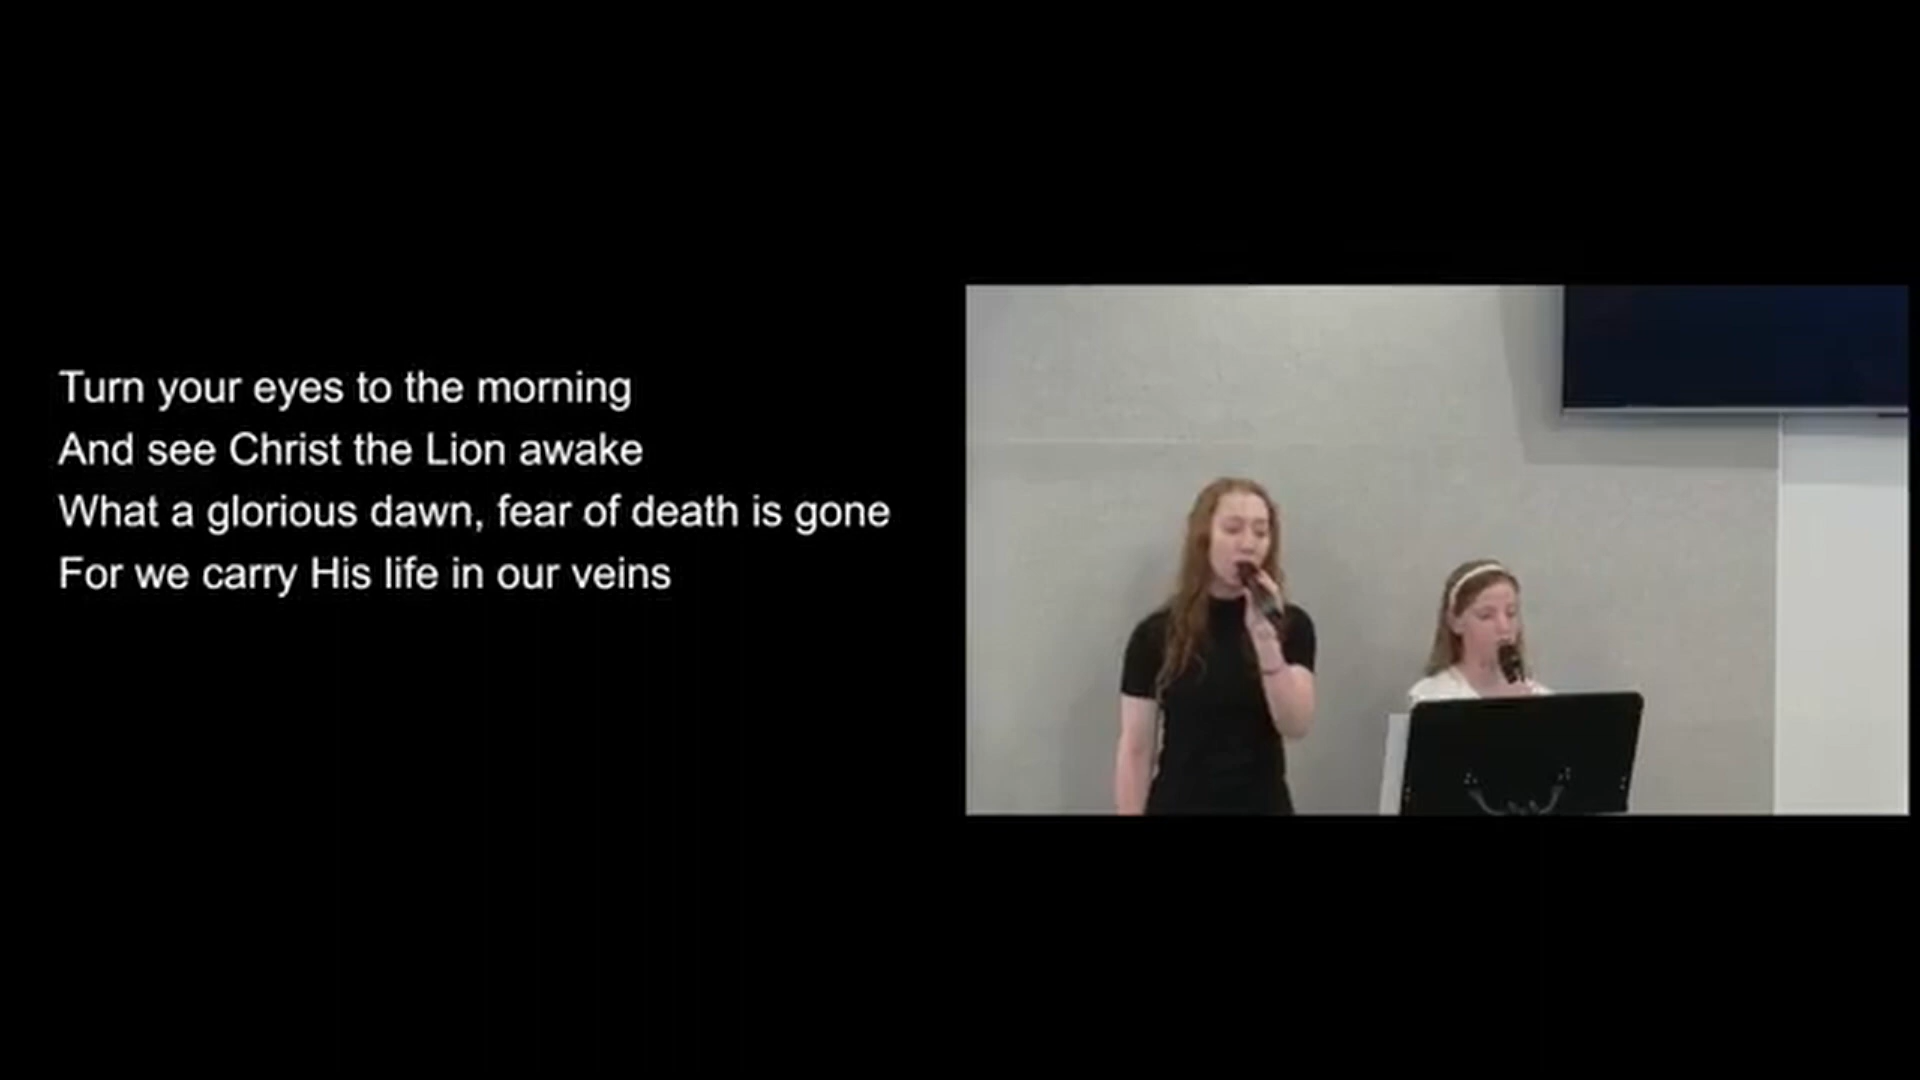 Turn your eyes to the morning
And see Christ the Lion awake
What a glorious dawn, fear of death is gone
For we carry His life in our veins